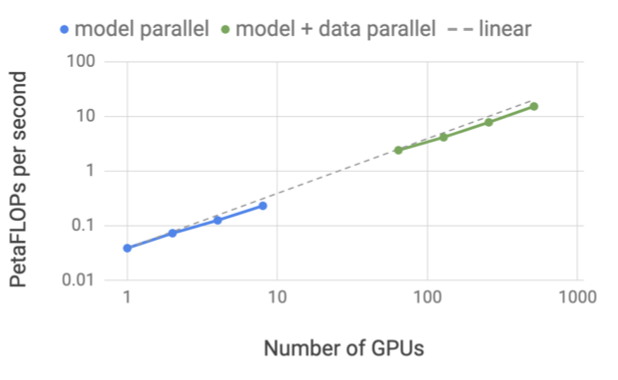 model parallel model + data parallel linear
100
10
1
0.1
0.01
PetaFLOPs per second
1 10 100 1000
Number of GPUs